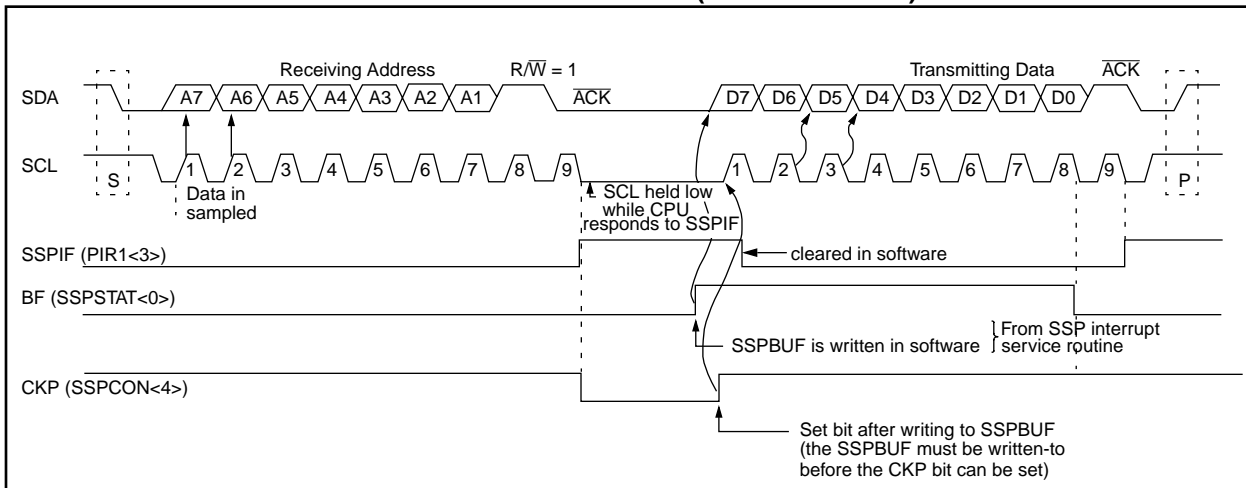 Receiving Address R/W = 1 Transmitting Data ACK
SDA A7 A6 A5 A4 A3 A2 A1 ACK D7 D6 D5 D4 D3 D2 D1 D0
SCL S 1 2 3 4 5 6 7 8 9 1 2 3 4 5 6 7 8 9 P
Data in
sampled
SCL held low
while CPU
responds to SSPIF
SSPIF (PIR1<3>)
cleared in software
BF (SSPSTAT<0>)
SSPBUF is written in software
From SSP interrupt
service routine
CKP (SSPCON<4>)
Set bit after writing to SSPBUF
(the SSPBUF must be written-to
before the CKP bit can be set)